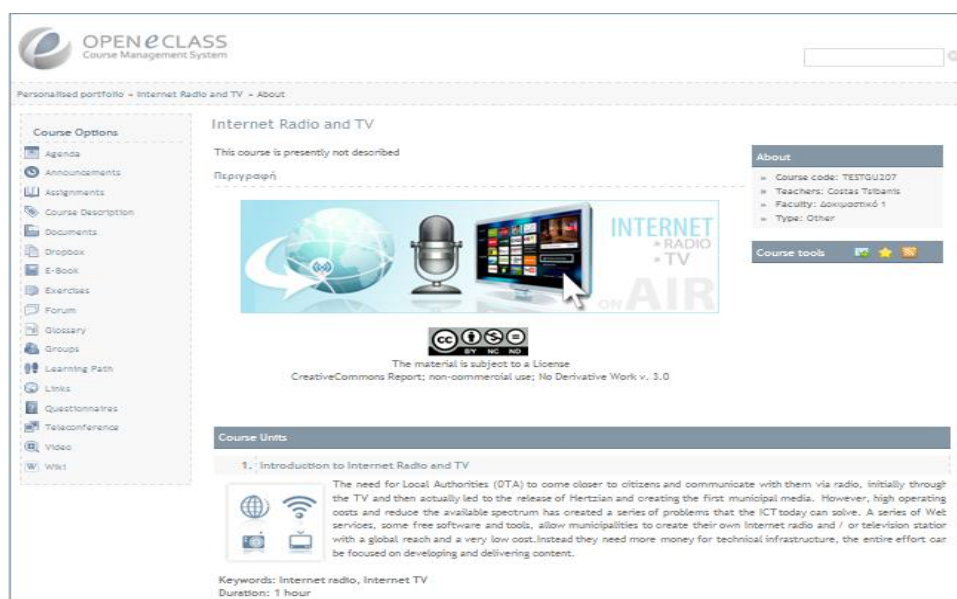 OPEN eCLASS
Course Management System
Personalised portfolio » Internet Radio and TV » About
Course Options
Agenda
Announcements
Assignments
Course Description
Documents
Dropbox
E-Book
Exercises
Forum
Glossary
Groups
Learning Path
Links
Questionnaires
Teleconference
Video
Wiki
Internet Radio and TV
This course is presently not described
Περιγραφή
INTERNET
• RADIO
• TV
ON AIR
CC
BY NC ND
The material is subject to a License
CreativeCommons Report; non-commercial use; No Derivative Work v. 3.0
About
» Course code: TESTGU207
» Teachers: Costas Tsibanis
» Faculty: Δοκιμαστικό 1
» Type: Other
Course tools
Course Units
1. Introduction to Internet Radio and TV
The need for Local Authorities (OTA) to come closer to citizens and communicate with them via radio, initially through
the TV and then actually led to the release of Hertzian and creating the first municipal media. However, high operating
costs and reduce the available spectrum has created a series of problems that the ICT today can solve. A series of Web
services, some free software and tools, allow municipalities to create their own Internet radio and / or television station
with a global reach and a very low cost.Instead they need more money for technical infrastructure, the entire effort can
be focused on developing and delivering content.
Keywords: Internet radio, Internet TV
Duration: 1 hour